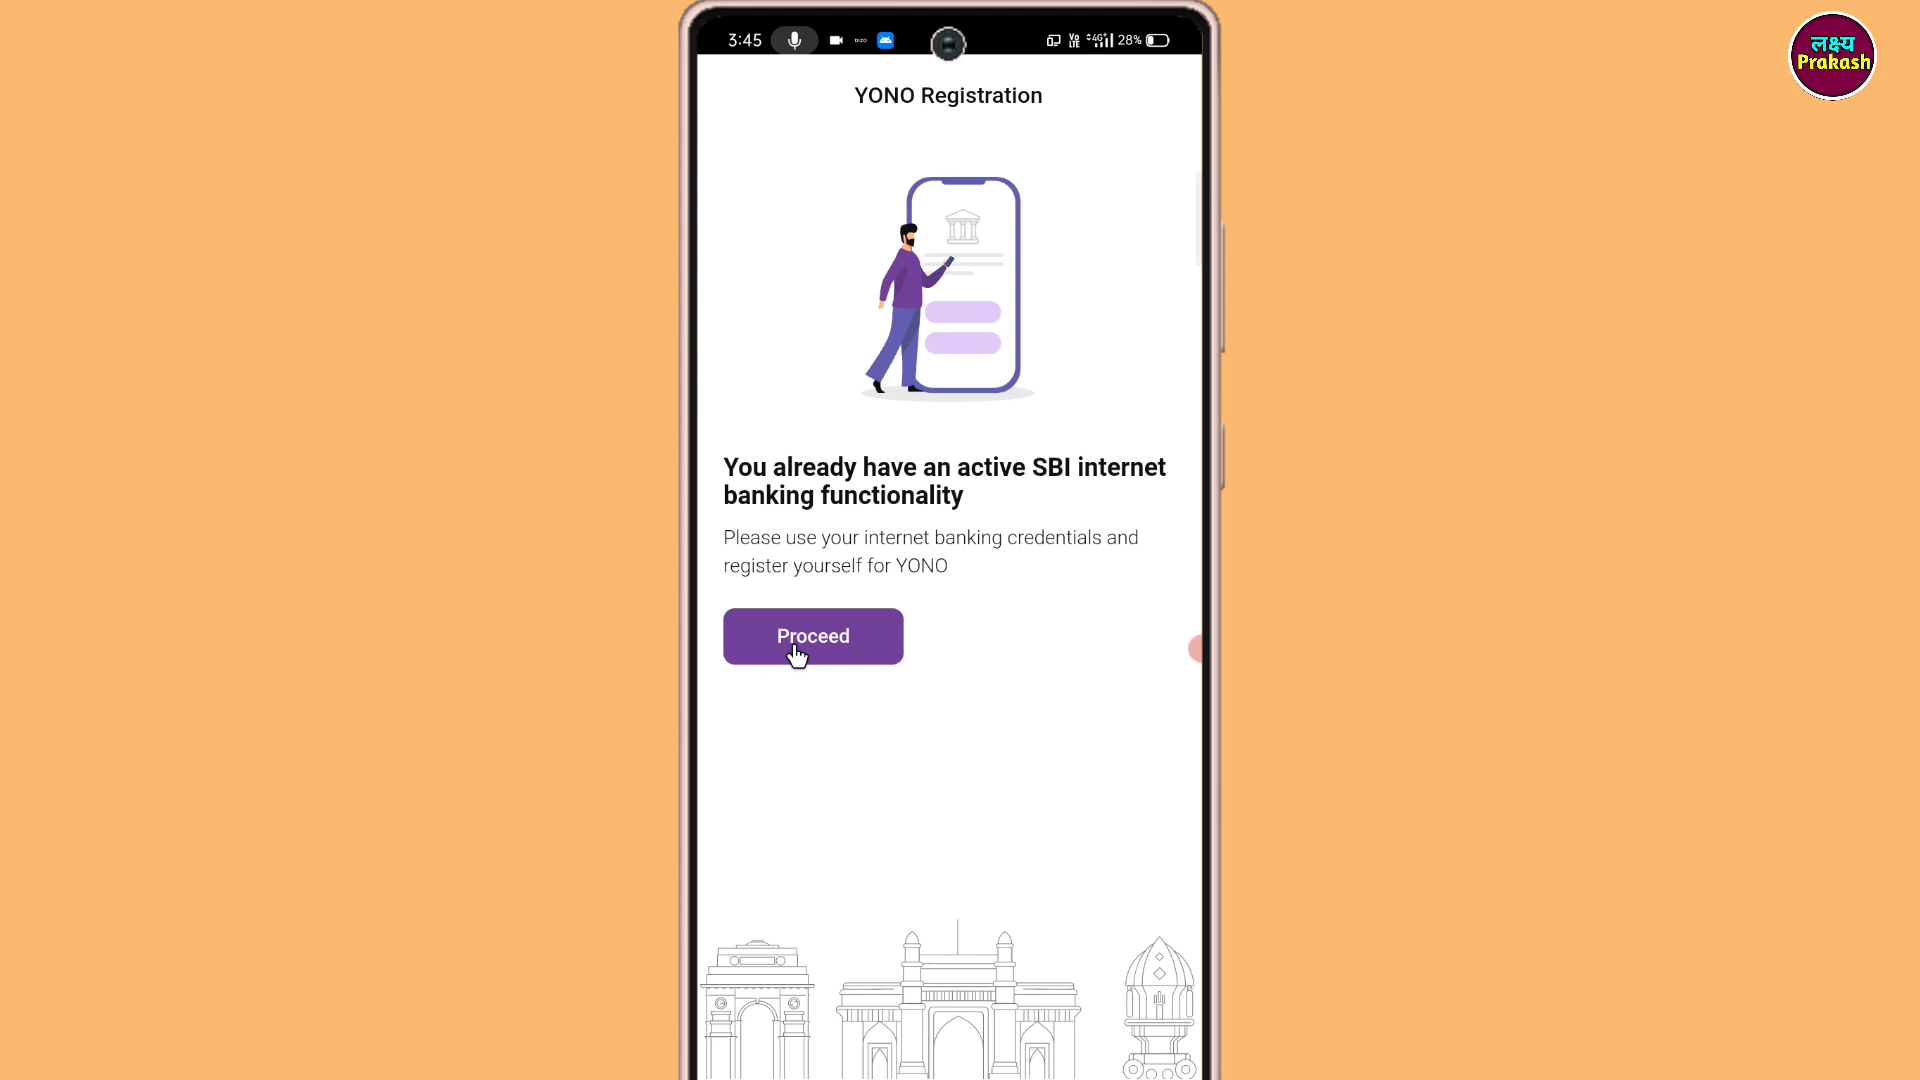 3:45
28%
लक्ष्य
Prakash
YONO Registration
You already have an active SBI internet
banking functionality
Please use your internet banking credentials and
register yourself for YONO
Proceed